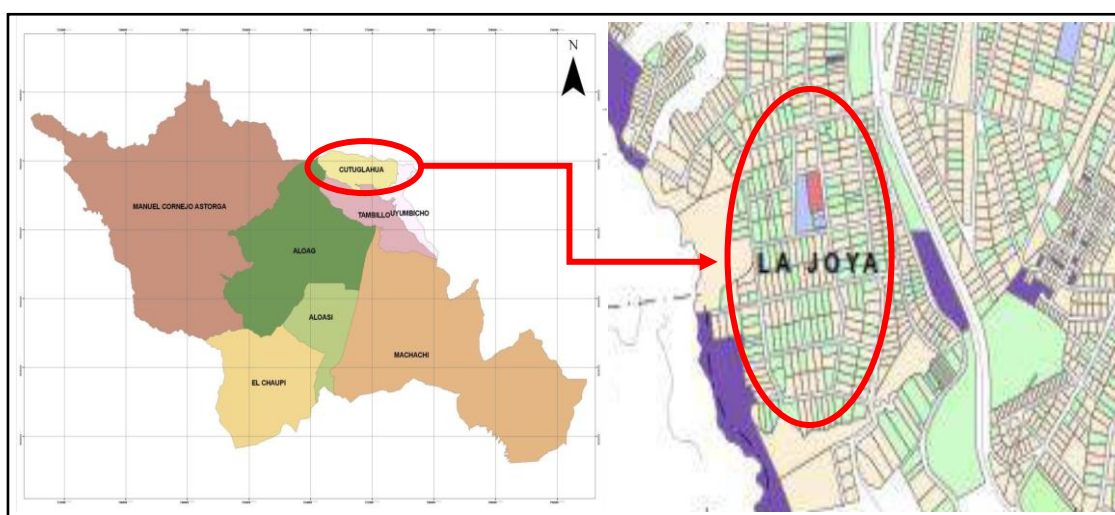 N
CUTUGLAHUA
MANUEL CORNEJO ASTORGA
TAMBILLO
UYUMBICHO
ALOAG
LA JOYA
ALOASI
MACHACHI
EL CHAUPI